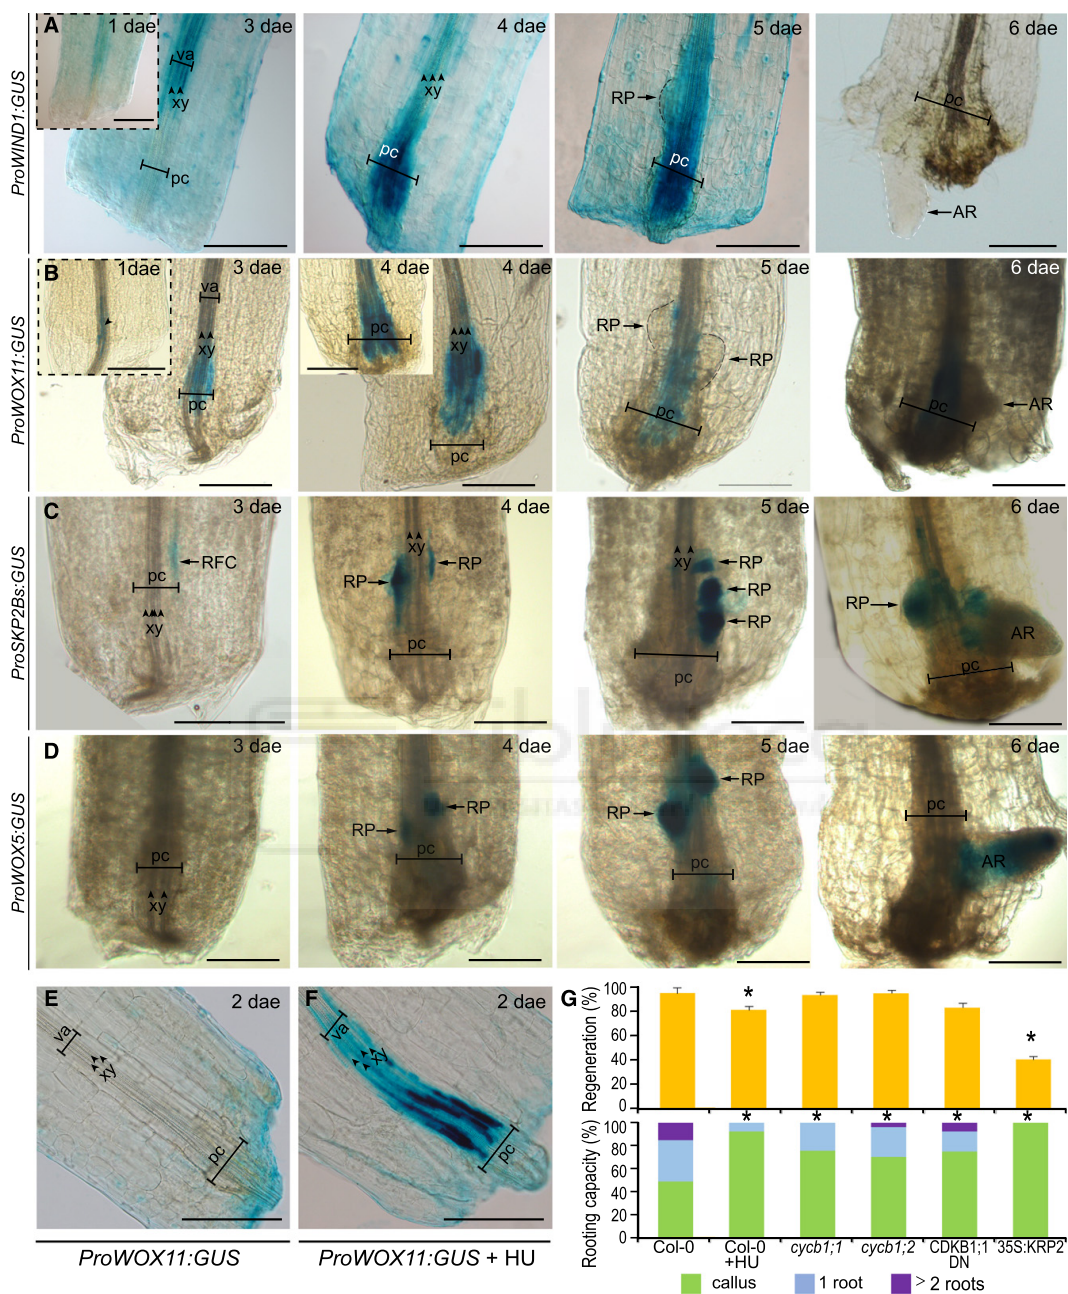 A
1 dae
3 dae
va
xy
pc
4 dae
xy
pc
5 dae
RP
pc
6 dae
pc
AR
ProWIND1:GUS
B
1dae
3 dae
va
xy
pc
4 dae
pc
4 dae
xy
pc
5 dae
RP
RP
pc
6 dae
pc
AR
ProWOX11:GUS
C
3 dae
RFC
pc
xy
4 dae
xy
RP
RP
pc
5 dae
xy
RP
RP
RP
pc
6 dae
RP
AR
pc
ProSKP2Bs:GUS
D
3 dae
pc
xy
4 dae
RP
RP
pc
5 dae
RP
RP
pc
6 dae
pc
AR
ProWOX5:GUS
E
2 dae
va
xy
pc
ProWOX11:GUS
F
2 dae
va
xy
pc
ProWOX11:GUS + HU
G
Regeneration (%)
100
80
60
40
20
0
*
*
Rooting capacity (%)
100
80
60
40
20
0
* * * * *
Col-0
Col-0 +HU
cycb1;1
cycb1;2
CDKB1;1 DN
35S:KRP2
callus
1 root
> 2 roots